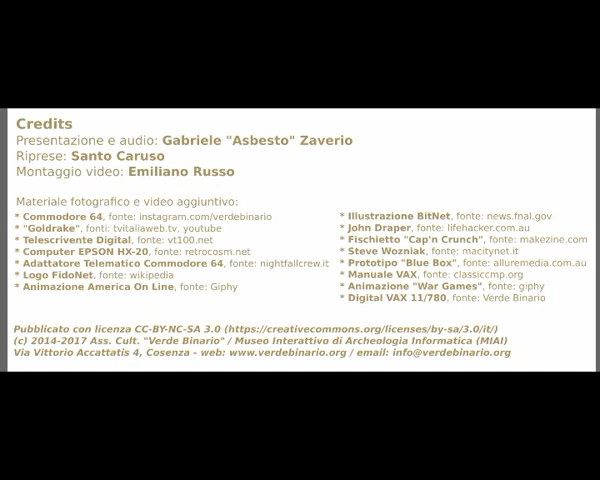 Credits
Presentazione e audio: Gabriele "Asbesto" Zaverio
Riprese: Santo Caruso
Montaggio video: Emiliano Russo
Materiale fotografico e video aggiuntivo:
* Commodore 64, fonte: instagram.com/verdebinario
* "Goldrake", fonti: tvitaliaweb.tv, youtube
* Telescrivente Digital, fonte: vt100.net
* Computer EPSON HX-20, fonte: retrocosm.net
* Adattatore Telematico Commodore 64, fonte: nightfallcrew.it
* Logo FidoNet, fonte: wikipedia
* Animazione America On Line, fonte: Giphy
* Illustrazione BitNet, fonte: news.fnal.gov
* John Draper, fonte: lifehacker.com.au
* Fischietto "Cap'n Crunch", fonte: makezine.com
* Steve Wozniak, fonte: macitynet.it
* Prototipo "Blue Box", fonte: alluremedia.com.au
* Manuale VAX, fonte: classiccmp.org
* Animazione "War Games", fonte: giphy
* Digital VAX 11/780, fonte: Verde Binario
Pubblicato con licenza CC-BY-NC-SA 3.0 (https://creativecommons.org/licenses/by-sa/3.0/it/)
(c) 2014-2017 Ass. Cult. "Verde Binario" / Museo Interattivo di Archeologia Informatica (MIAI)
Via Vittorio Accattatis 4, Cosenza - web: www.verdebinario.org / email: info@verdebinario.org